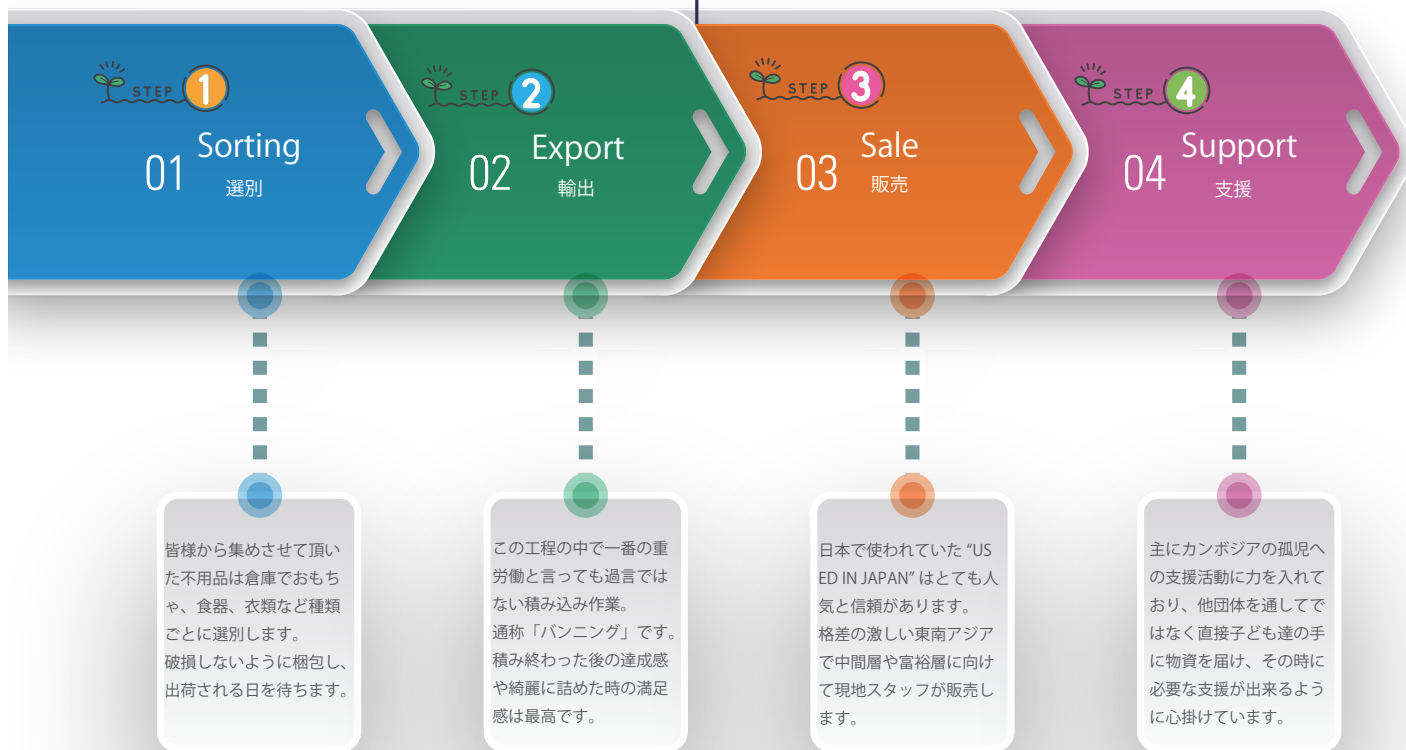 STEP 1
01
Sorting
選別
STEP 2
02
Export
輸出
STEP 3
03
Sale
販売
STEP 4
04
Support
支援
皆様から集めさせて頂い
た不用品は倉庫でおもち
ゃ、食器、衣類など種類
ごとに選別します。
破損しないように梱包し、
出荷される日を待ちます。
この工程の中で一番の重
労働と言っても過言では
ない積み込み作業。
通称「バンニング」です。
積み終わった後の達成感
や綺麗に詰めた時の満足
感は最高です。
日本で使われていた “US
ED IN JAPAN” はとても人
気と信頼があります。
格差の激しい東南アジア
で中間層や富裕層に向け
て現地スタッフが販売し
ます。
主にカンボジアの孤児へ
の支援活動に力を入れて
おり、他団体を通してで
はなく直接子ども達の手
に物資を届け、その時に
必要な支援が出来るよう
に心掛けています。